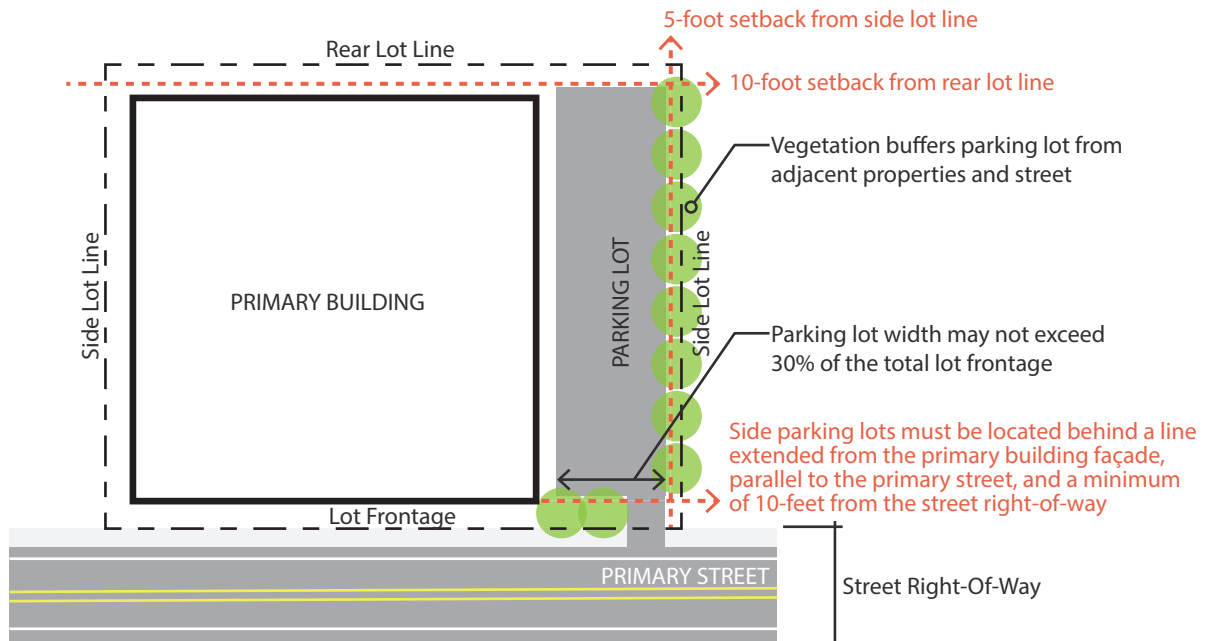 5-foot setback from side lot line
Rear Lot Line
10-foot setback from rear lot line
Vegetation buffers parking lot from
adjacent properties and street
Side Lot Line
PRIMARY BUILDING
PARKING LOT
Side Lot Line
Parking lot width may not exceed
30% of the total lot frontage
Side parking lots must be located behind a line
extended from the primary building façade,
parallel to the primary street, and a minimum
of 10-feet from the street right-of-way
Lot Frontage
PRIMARY STREET
Street Right-Of-Way